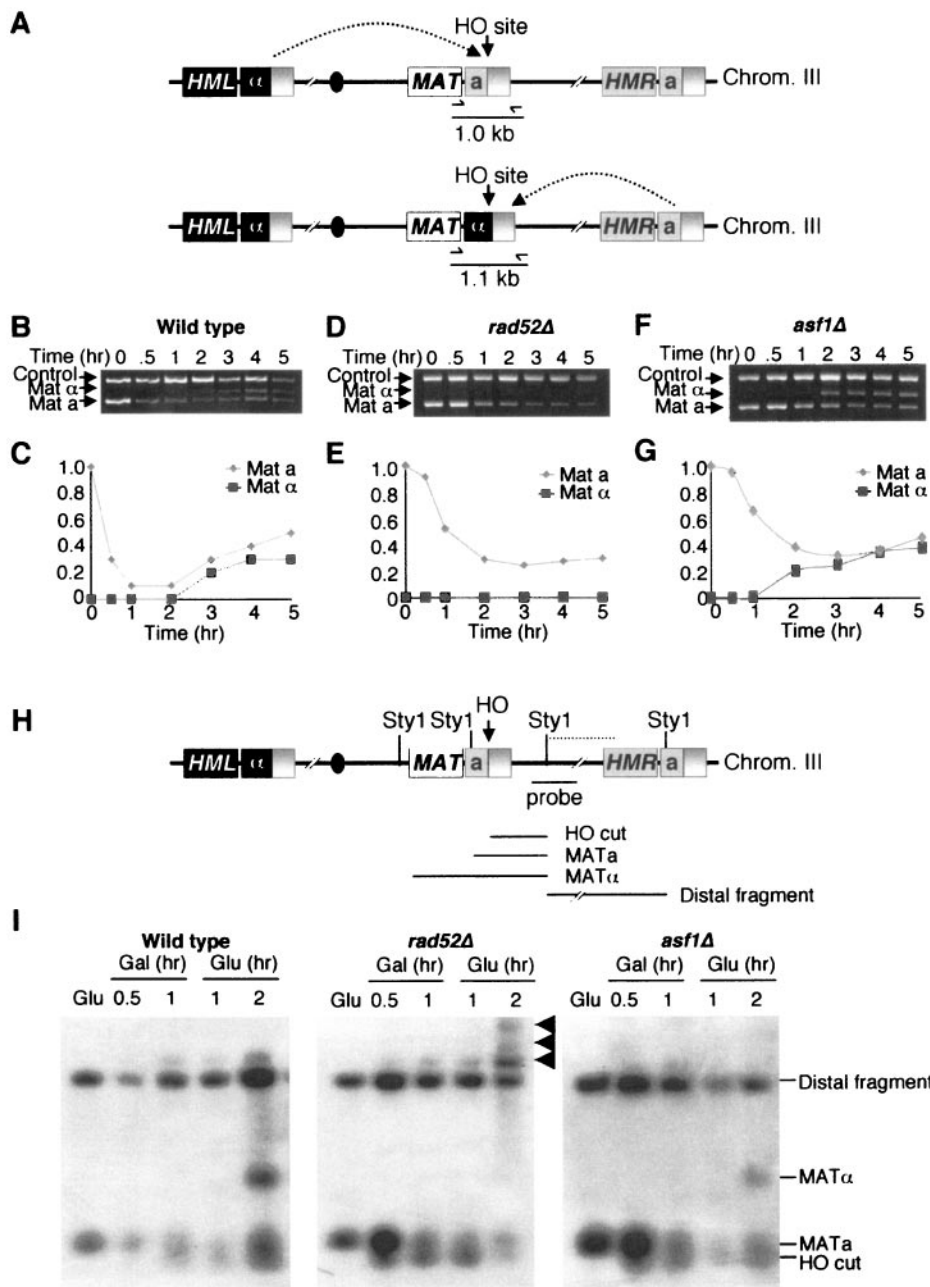 A
HO site
HML α MAT a HMR a Chrom. III
1.0 kb
HO site
HML α MAT α HMR a Chrom. III
1.1 kb
B Wild type
Time (hr) 0 .5 1 2 3 4 5
Control
Mat α
Mat a
D rad52Δ
Time (hr) 0 .5 1 2 3 4 5
Control
Mat α
Mat a
F asf1Δ
Time (hr) 0 .5 1 2 3 4 5
Control
Mat α
Mat a
C
1.0
0.8
0.6
0.4
0.2
0
Mat a
Mat α
0 1 2 3 4 5
Time (hr)
E
1.0
0.8
0.6
0.4
0.2
0
Mat a
Mat α
0 1 2 3 4 5
Time (hr)
G
1.0
0.8
0.6
0.4
0.2
0
Mat a
Mat α
0 1 2 3 4 5
Time (hr)
H
HO
Sty1 Sty1 Sty1 Sty1
HML α MAT a HMR a Chrom. III
probe
HO cut
MATa
MATα
Distal fragment
I
Wild type
Gal (hr) Glu (hr)
Glu 0.5 1 1 2
rad52Δ
Gal (hr) Glu (hr)
Glu 0.5 1 1 2
asf1Δ
Gal (hr) Glu (hr)
Glu 0.5 1 1 2
Distal fragment
MATα
MATa
HO cut